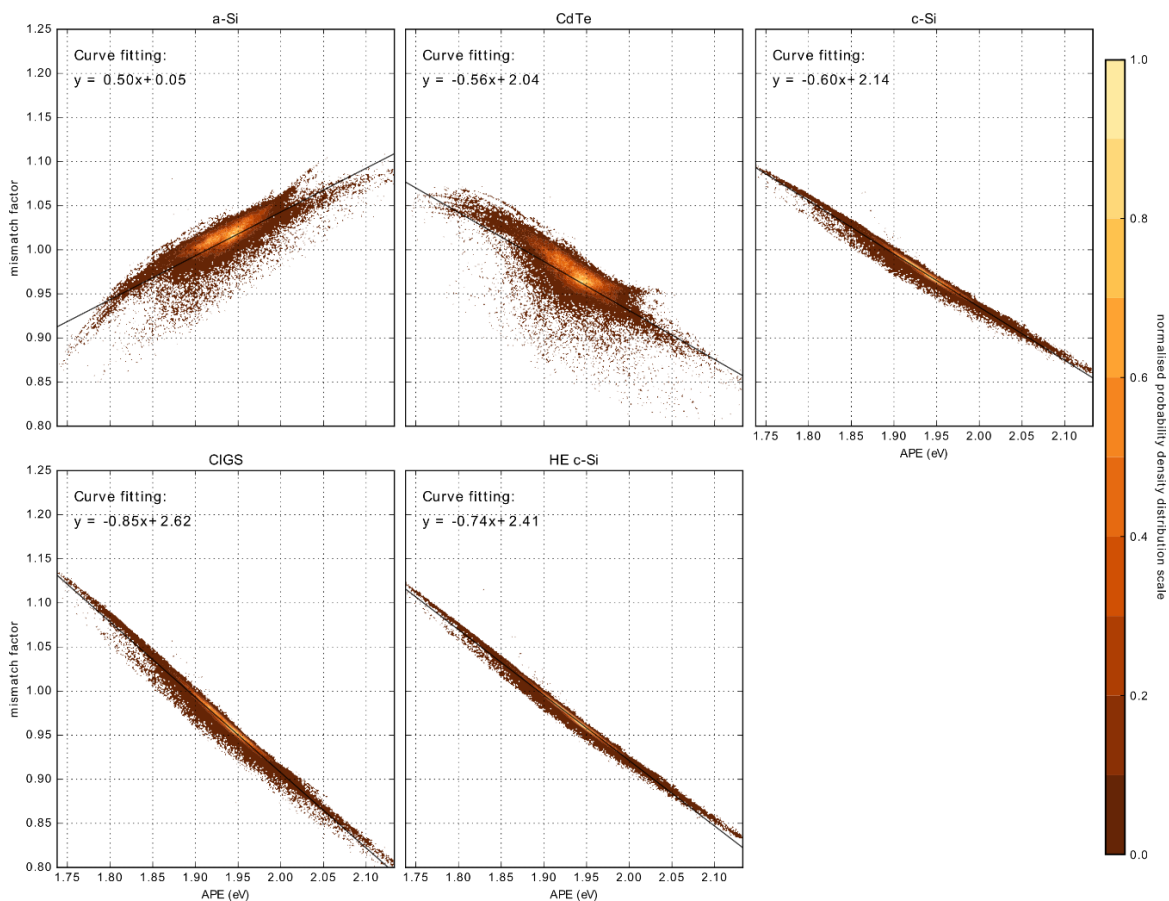 a-Si
CdTe
c-Si
1.25
1.20
1.15
1.10
1.05
1.00
0.95
0.90
0.85
0.80
mismatch factor
Curve fitting:
y = 0.50x+0.05
Curve fitting:
y = -0.56x+2.04
Curve fitting:
y = -0.60x+2.14
1.75 1.80 1.85 1.90 1.95 2.00 2.05 2.10
APE (eV)
CIGS
HE c-Si
1.25
1.20
1.15
1.10
1.05
1.00
0.95
0.90
0.85
0.80
mismatch factor
Curve fitting:
y = -0.85x+2.62
Curve fitting:
y = -0.74x+2.41
1.75 1.80 1.85 1.90 1.95 2.00 2.05 2.10
APE (eV)
1.75 1.80 1.85 1.90 1.95 2.00 2.05 2.10
APE (eV)
1.0
0.8
0.6
0.4
0.2
0.0
normalised probability density distribution scale